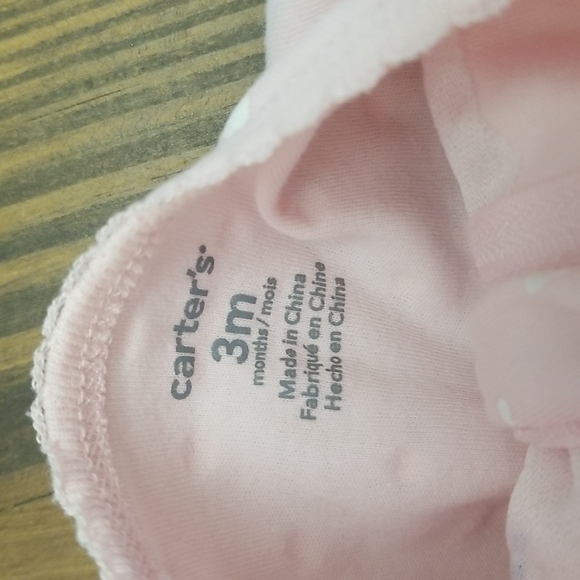 carter's
3m
months/mois
Made in China
Fabriqué en Chine
Hecho en China